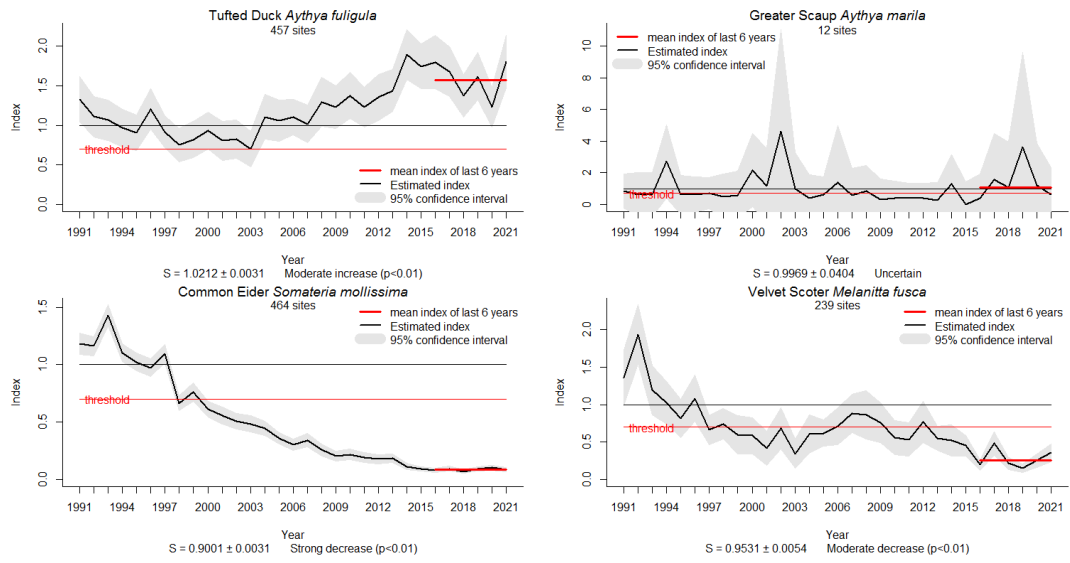 Tufted Duck Aythya fuligula
457 sites
2.0
1.5
1.0
0.5
0.0
Index
threshold
mean index of last 6 years
Estimated index
95% confidence interval
1991 1994 1997 2000 2003 2006 2009 2012 2015 2018 2021
Year
S = 1.0212 ± 0.0031 Moderate increase (p<0.01)
Greater Scaup Aythya marila
12 sites
mean index of last 6 years
Estimated index
95% confidence interval
10
8
6
4
2
0
Index
threshold
1991 1994 1997 2000 2003 2006 2009 2012 2015 2018 2021
Year
S = 0.9969 ± 0.0404 Uncertain
Common Eider Somateria mollissima
464 sites
mean index of last 6 years
Estimated index
95% confidence interval
1.5
1.0
0.5
0.0
Index
threshold
1991 1994 1997 2000 2003 2006 2009 2012 2015 2018 2021
Year
S = 0.9001 ± 0.0031 Strong decrease (p<0.01)
Velvet Scoter Melanitta fusca
239 sites
mean index of last 6 years
Estimated index
95% confidence interval
2.0
1.5
1.0
0.5
0.0
Index
threshold
1991 1994 1997 2000 2003 2006 2009 2012 2015 2018 2021
Year
S = 0.9531 ± 0.0054 Moderate decrease (p<0.01)